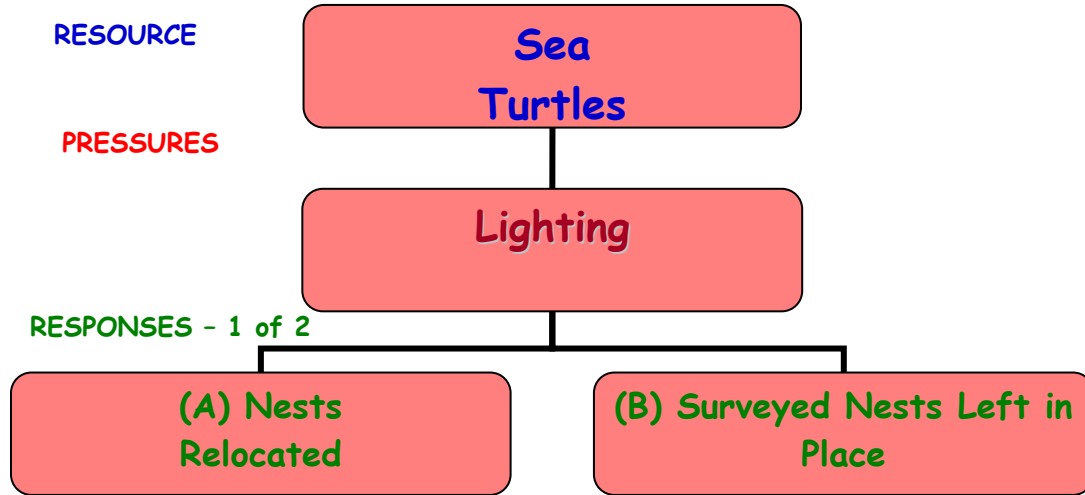 RESOURCE
Sea
Turtles
PRESSURES
Lighting
RESPONSES – 1 of 2
(A) Nests
Relocated
(B) Surveyed Nests Left in
Place